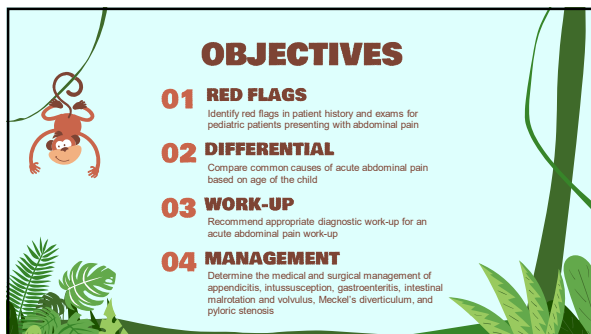 OBJECTIVES
01 RED FLAGS
Identify red flags in patient history and exams for
pediatric patients presenting with abdominal pain
02 DIFFERENTIAL
Compare common causes of acute abdominal pain
based on age of the child
03 WORK-UP
Recommend appropriate diagnostic work-up for an
acute abdominal pain work-up
04 MANAGEMENT
Determine the medical and surgical management of
appendicitis, intussusception, gastroenteritis, intestinal
malrotation and volvulus, Meckel's diverticulum, and
pyloric stenosis